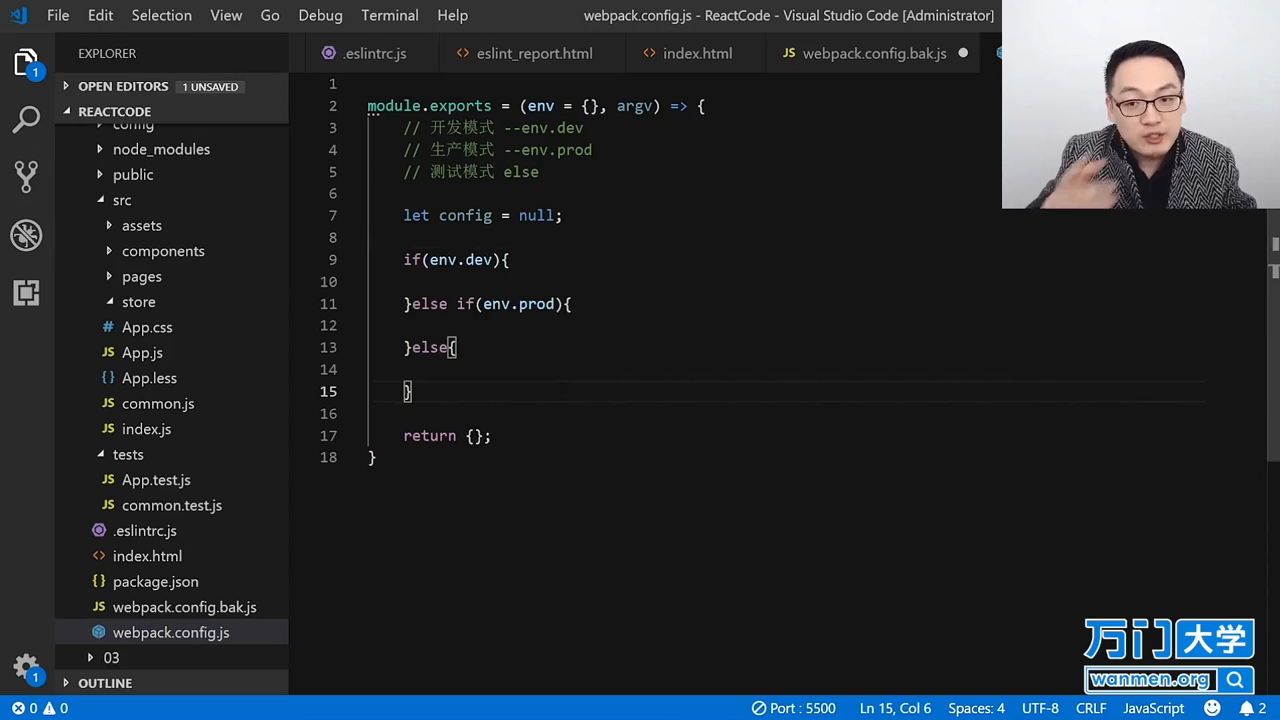 File Edit Selection View Go Debug Terminal Help
webpack.config.js - ReactCode - Visual Studio Code [Administrator]
EXPLORER
.eslintrc.js
eslint_report.html
index.html
webpack.config.bak.js
OPEN EDITORS 1 UNSAVED
REACTCODE
config
node_modules
public
src
assets
components
pages
store
App.css
App.js
App.less
common.js
index.js
tests
App.test.js
common.test.js
.eslintrc.js
index.html
package.json
webpack.config.bak.js
webpack.config.js
03
OUTLINE
1
1
1
2 module.exports = (env = {}, argv) => {
3 // 开发模式 --env.dev
4 // 生产模式 --env.prod
5 // 测试模式 else
6
7 let config = null;
8
9 if(env.dev){
10
11 }else if(env.prod){
12
13 }else{
14
15 }
16
17 return {};
18 }
万门大学
wanmen.org
0 0 Port : 5500 Ln 15, Col 6 Spaces: 4 UTF-8 CRLF JavaScript 2